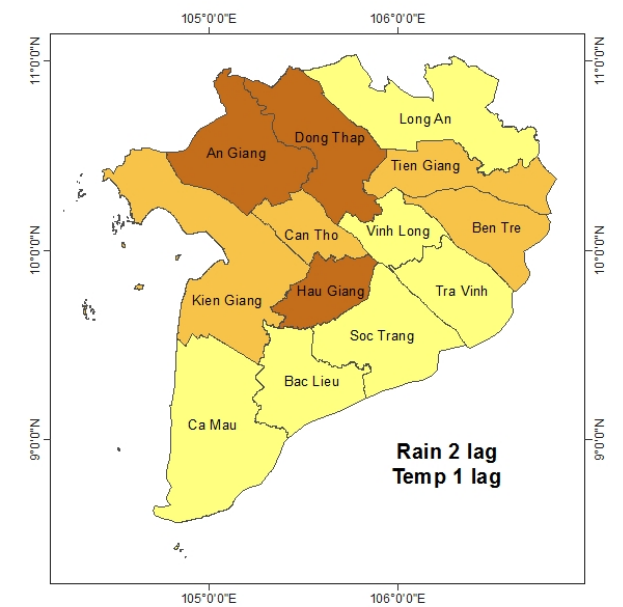 105°0'0"E
106°0'0"E
11°0'0"N
11°0'0"N
Long An
Dong Thap
An Giang
Tien Giang
Ben Tre
Vinh Long
Can Tho
10°0'0"N
10°0'0"N
Hau Giang
Tra Vinh
Kien Giang
Soc Trang
Bac Lieu
Ca Mau
9°0'0"N
9°0'0"N
Rain 2 lag
Temp 1 lag
105°0'0"E
106°0'0"E